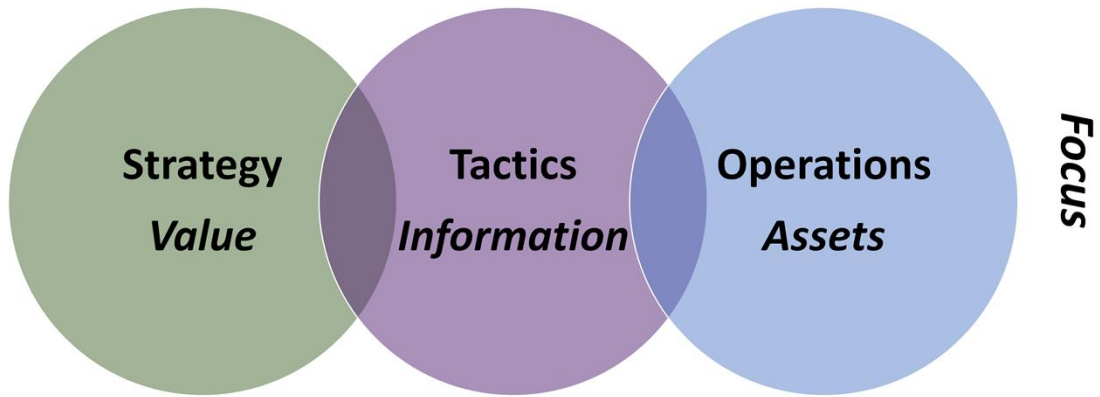 Strategy
Value
Tactics
Information
Operations
Assets
Focus